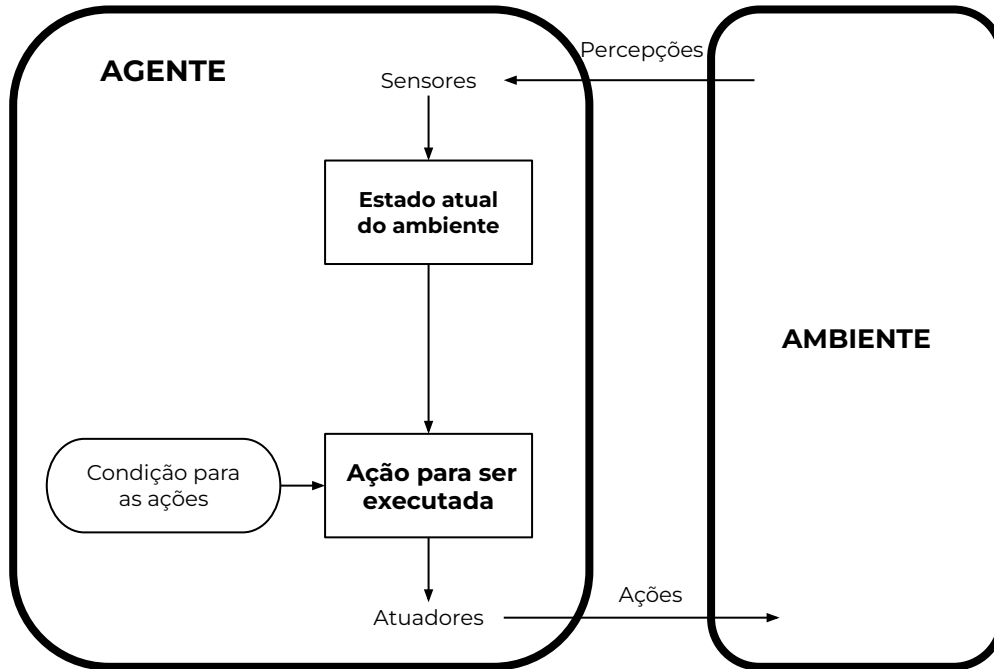 AGENTE
Percepções
Sensores
Estado atual
do ambiente
AMBIENTE
Condição para
as ações
Ação para ser
executada
Ações
Atuadores